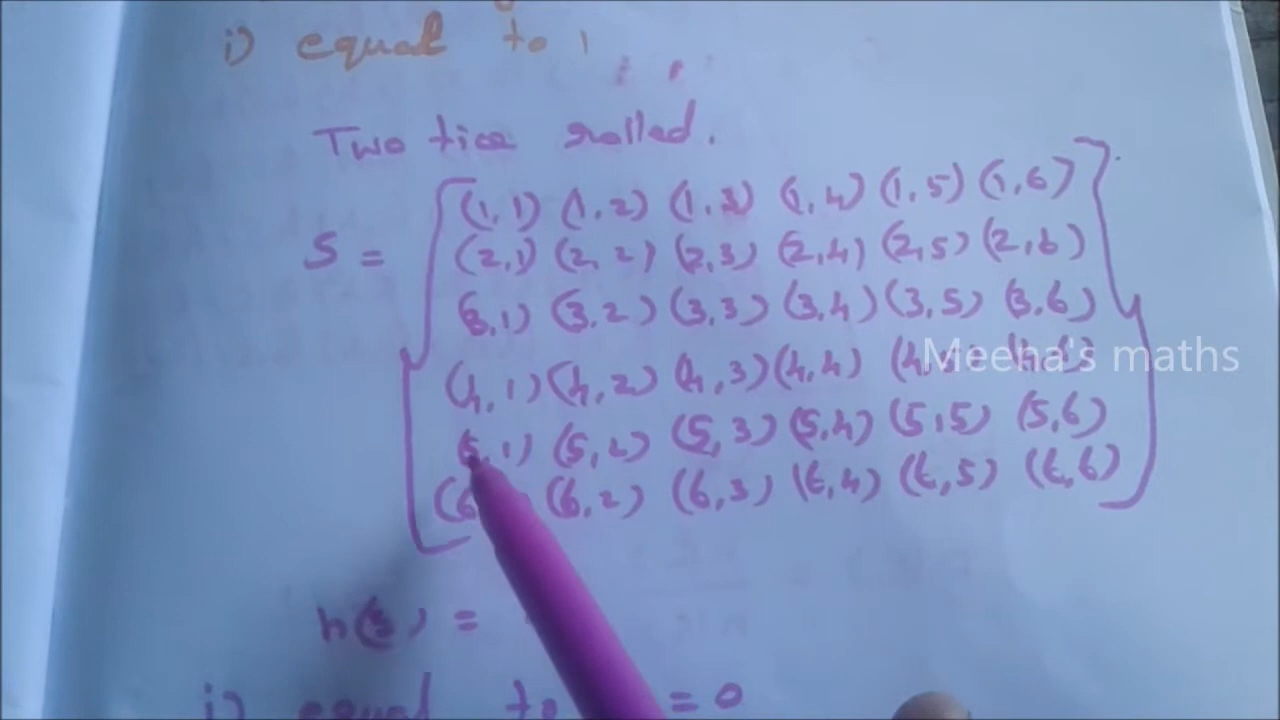 i) equal to 1
Two tice rolled.
S = { (1,1) (1,2) (1,3) (1,4) (1,5) (1,6)
(2,1) (2,2) (2,3) (2,4) (2,5) (2,6)
(3,1) (3,2) (3,3) (3,4) (3,5) (3,6)
(4,1) (4,2) (4,3) (4,4)
(5,1) (5,2) (5,3) (5,4) (5,5) (5,6)
(6,2) (6,3) (6,4) (6,5) (6,6) }
Meena's maths
n(s) =
i) equal to = 0